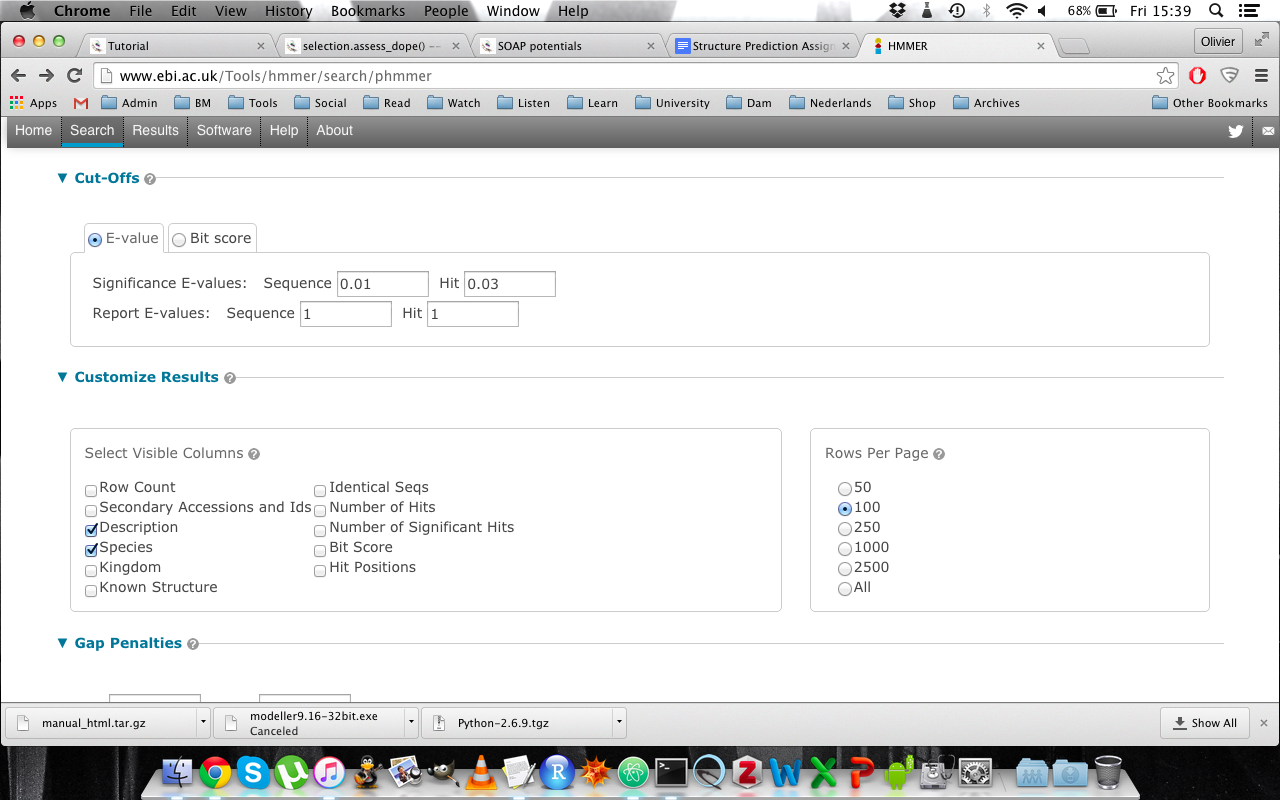 Chrome File Edit View History Bookmarks People Window Help 68% Fri 15:39
Tutorial selection.assess_dope() — SOAP potentials Structure Prediction Assign HMMER Olivier
www.ebi.ac.uk/Tools/hmmer/search/phmmer
Apps Admin BM Tools Social Read Watch Listen Learn University Dam Nederlands Shop Archives Other Bookmarks
Home Search Results Software Help About
▼ Cut-Offs ?
E-value Bit score
Significance E-values: Sequence 0.01 Hit 0.03
Report E-values: Sequence 1 Hit 1
▼ Customize Results ?
Select Visible Columns ? Rows Per Page ?
Row Count Identical Seqs 50
Secondary Accessions and Ids Number of Hits 100
Description Number of Significant Hits 250
Species Bit Score 1000
Kingdom Hit Positions 2500
Known Structure All
▼ Gap Penalties ?
manual_html.tar.gz modeller9.16-32bit.exe Python-2.6.9.tgz Show All
Canceled